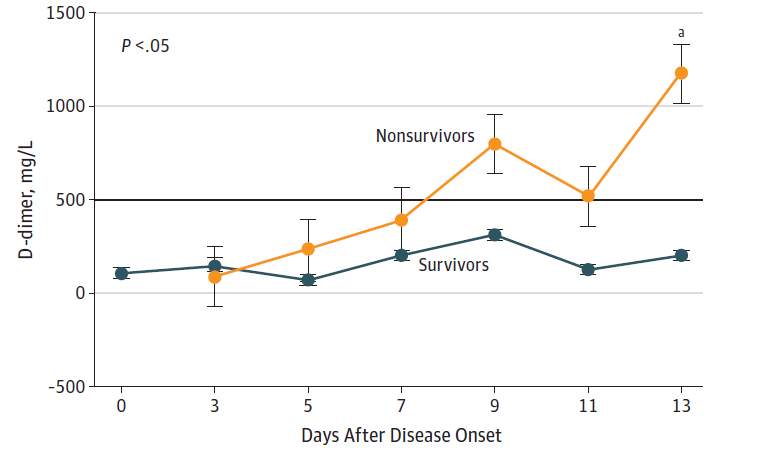 1500
a
P <.05
1000
Nonsurvivors
D-dimer, mg/L
500
Survivors
0
-500
0 3 5 7 9 11 13
Days After Disease Onset